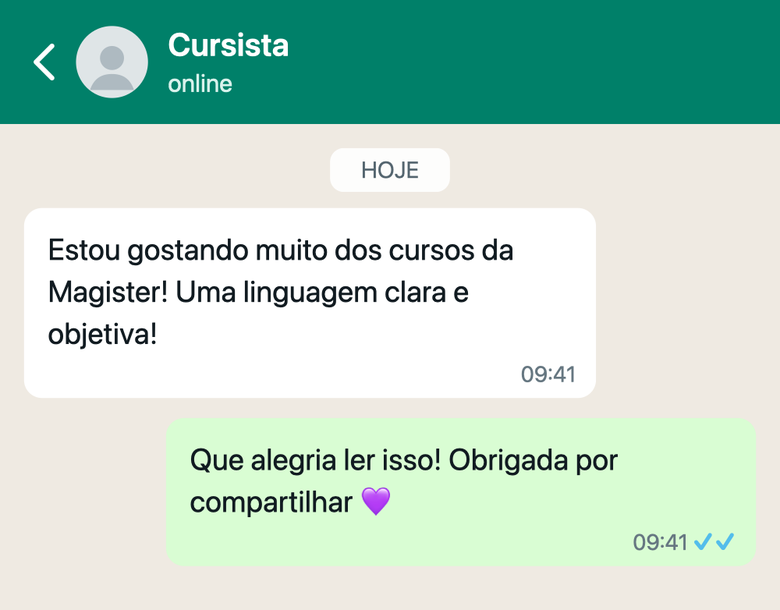 Cursista
online
HOJE
Estou gostando muito dos cursos da
Magister! Uma linguagem clara e
objetiva!
09:41
Que alegria ler isso! Obrigada por
compartilhar 💜
09:41